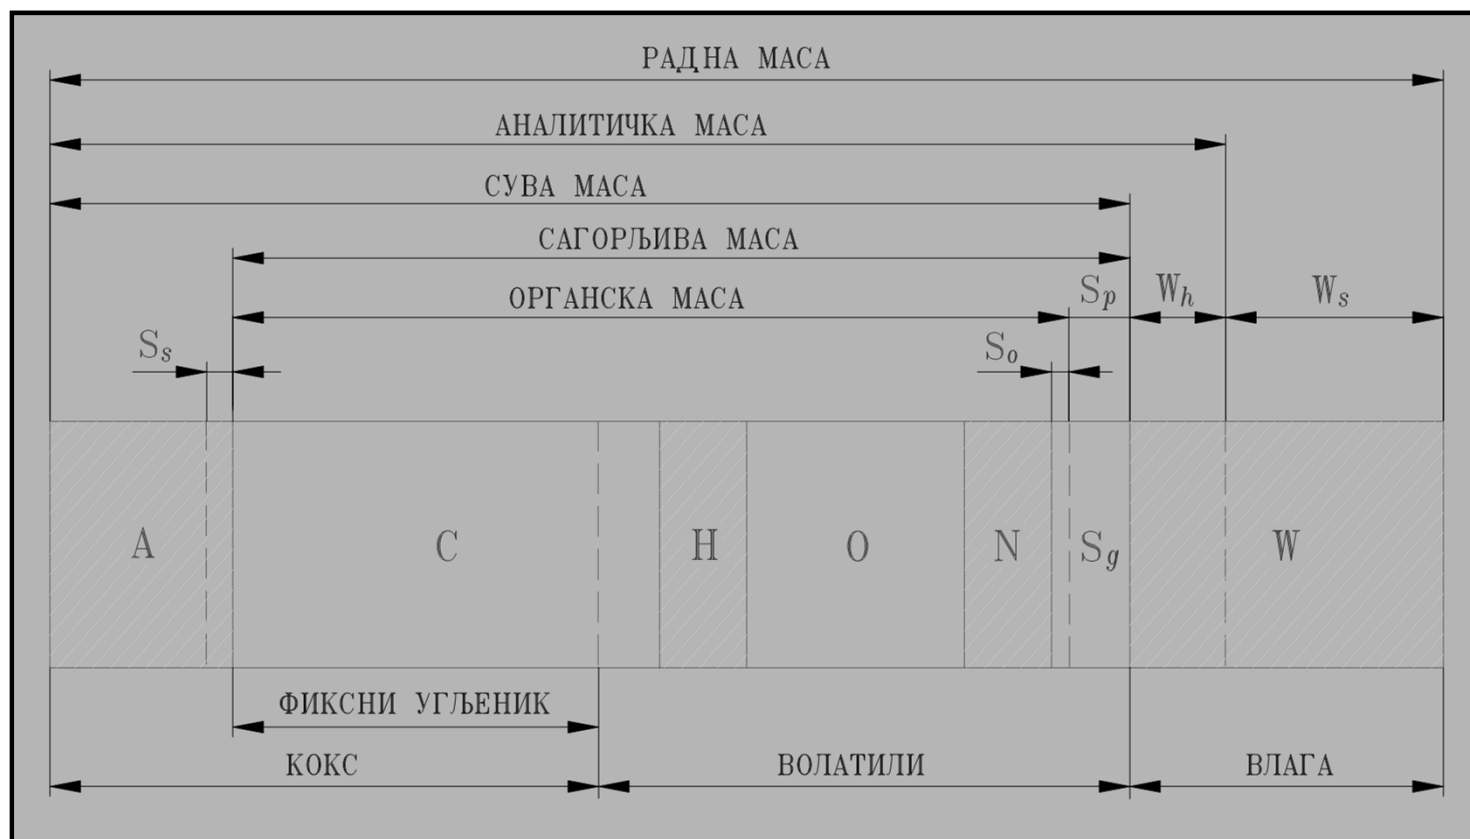 РАДНА МАСА
АНАЛИТИЧКА МАСА
СУВА МАСА
САГОРЉИВА МАСА
ОРГАНСКА МАСА
Sp
Wh
Ws
Ss
So
A
C
H
O
N
Sg
W
ФИКСНИ УГЉЕНИК
КОКС
ВОЛАТИЛИ
ВЛАГА